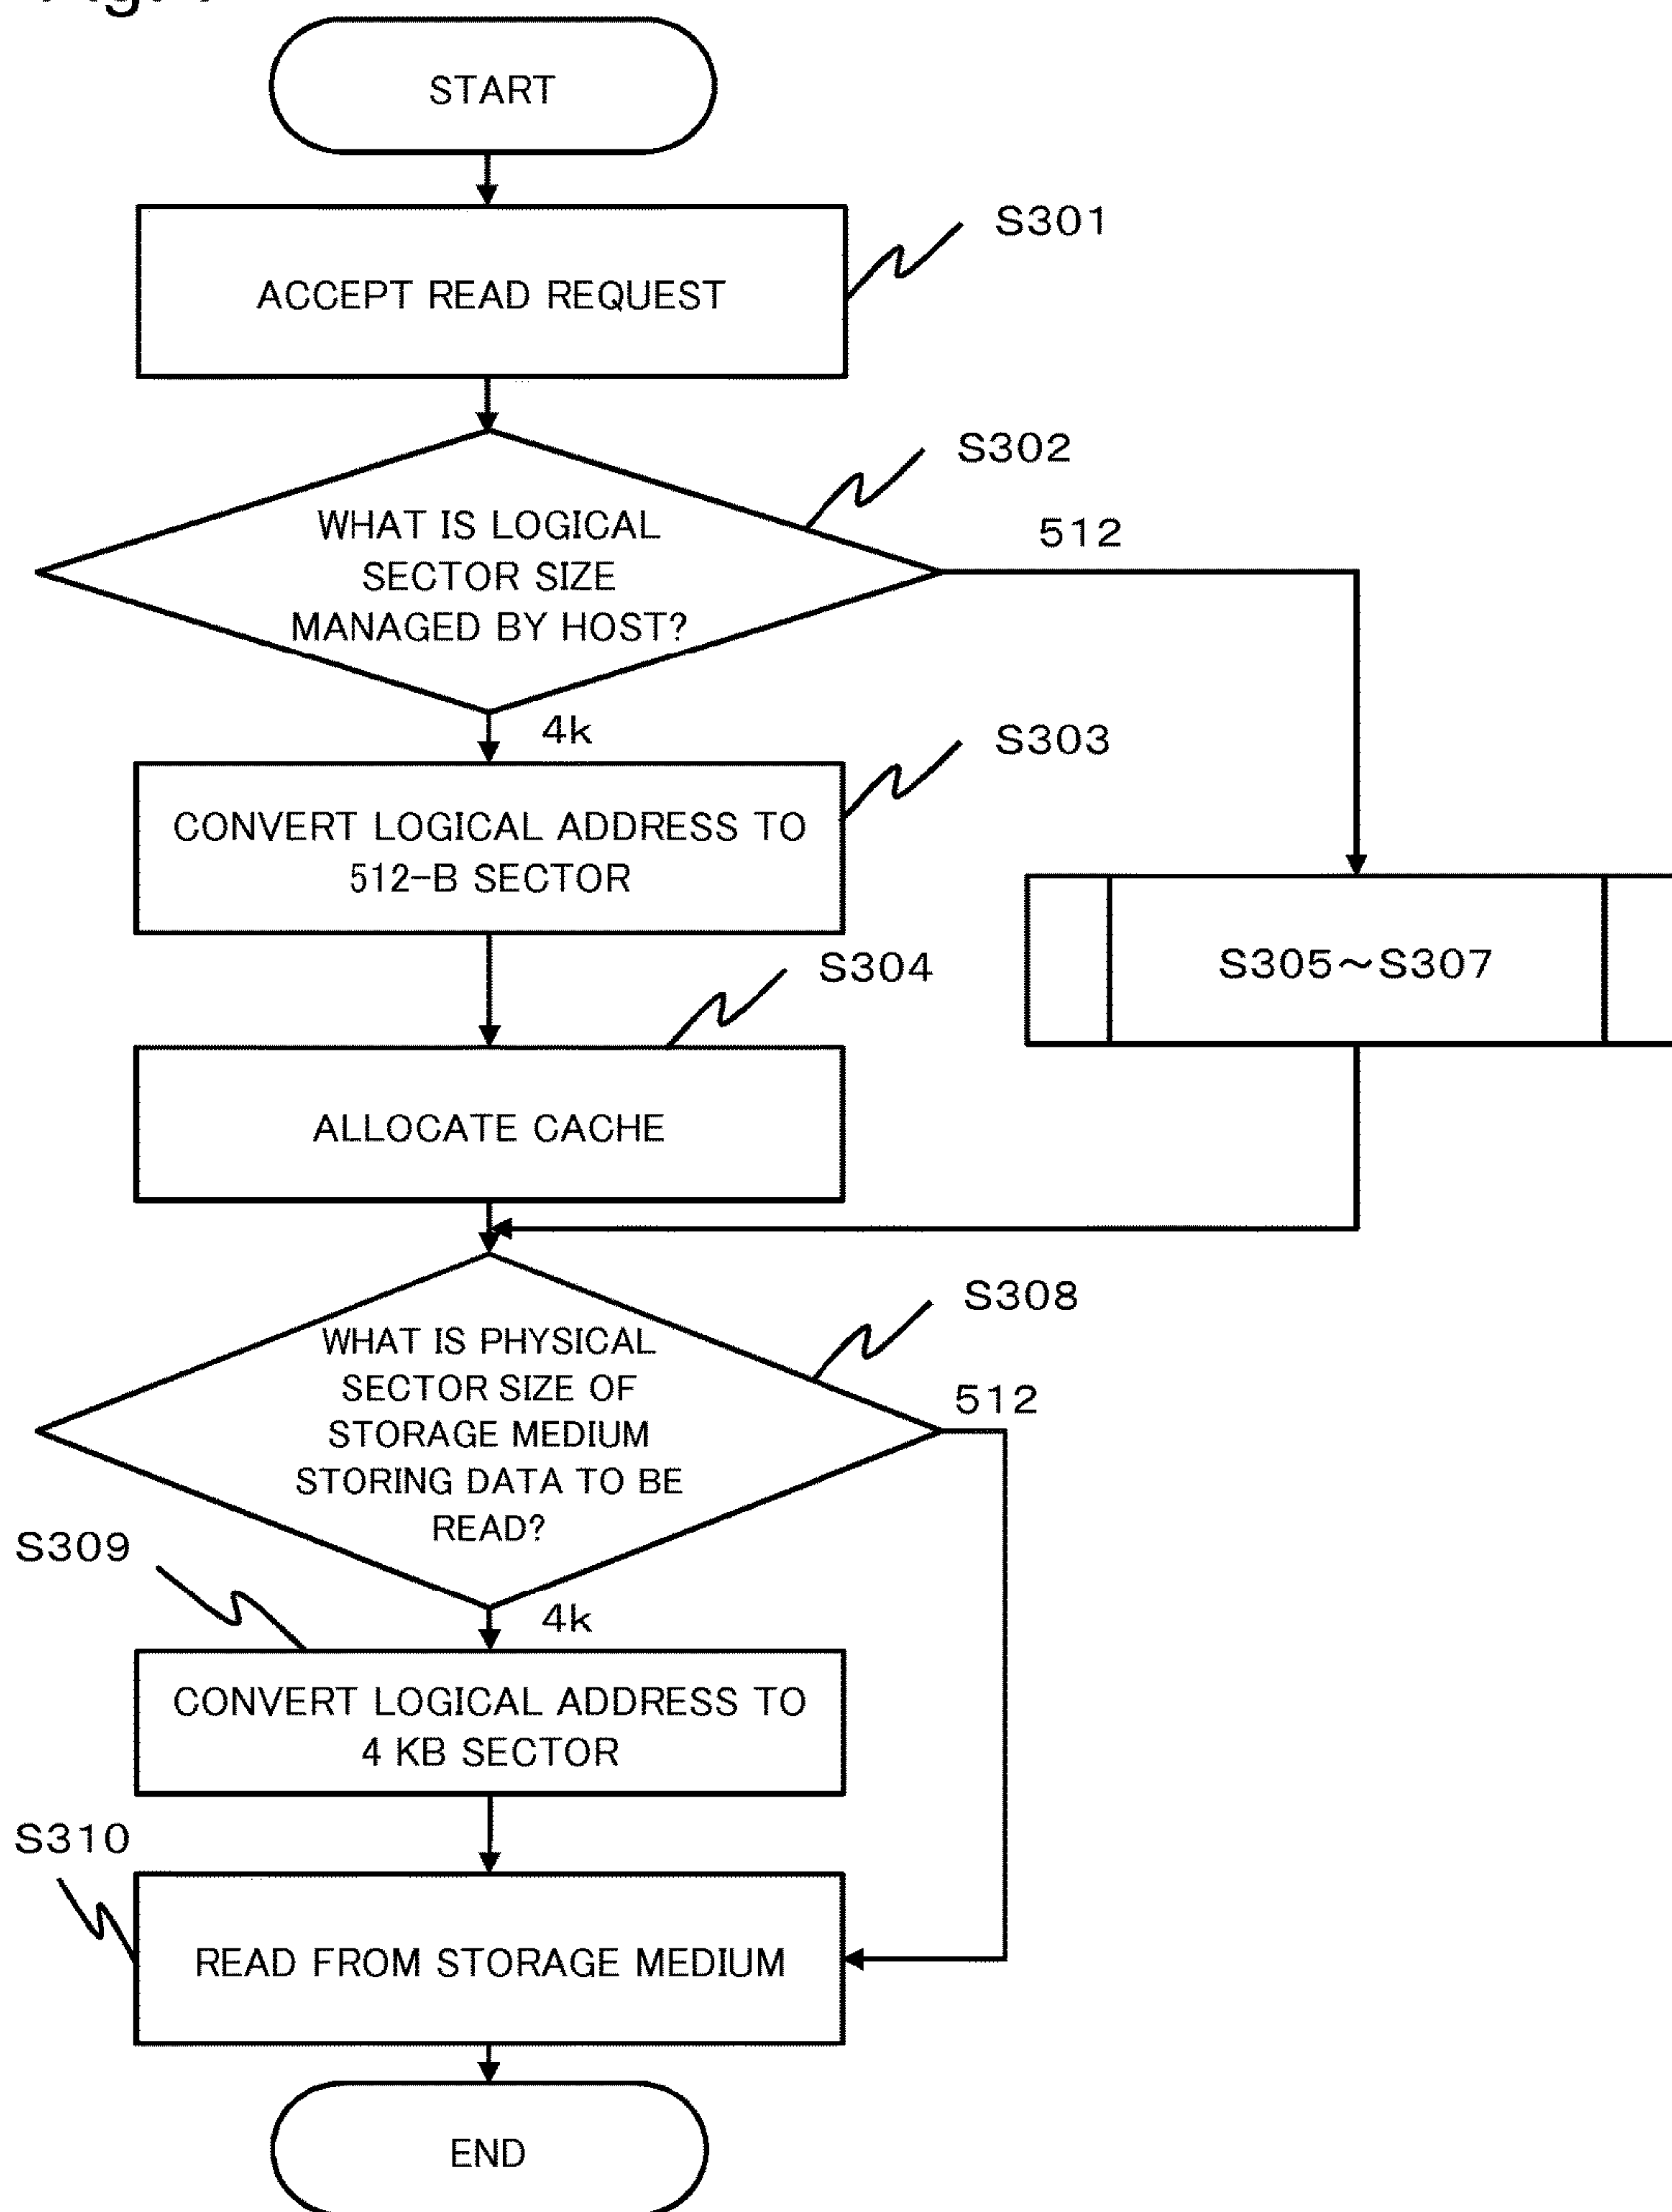 START
S301
ACCEPT READ REQUEST
S302
512
WHAT IS LOGICAL
SECTOR SIZE
MANAGED BY HOST?
4k
S303
CONVERT LOGICAL ADDRESS TO
512-B SECTOR
S305～S307
S304
ALLOCATE CACHE
S308
512
WHAT IS PHYSICAL
SECTOR SIZE OF
STORAGE MEDIUM
STORING DATA TO BE
READ?
S309
4k
CONVERT LOGICAL ADDRESS TO
4 KB SECTOR
S310
READ FROM STORAGE MEDIUM
END